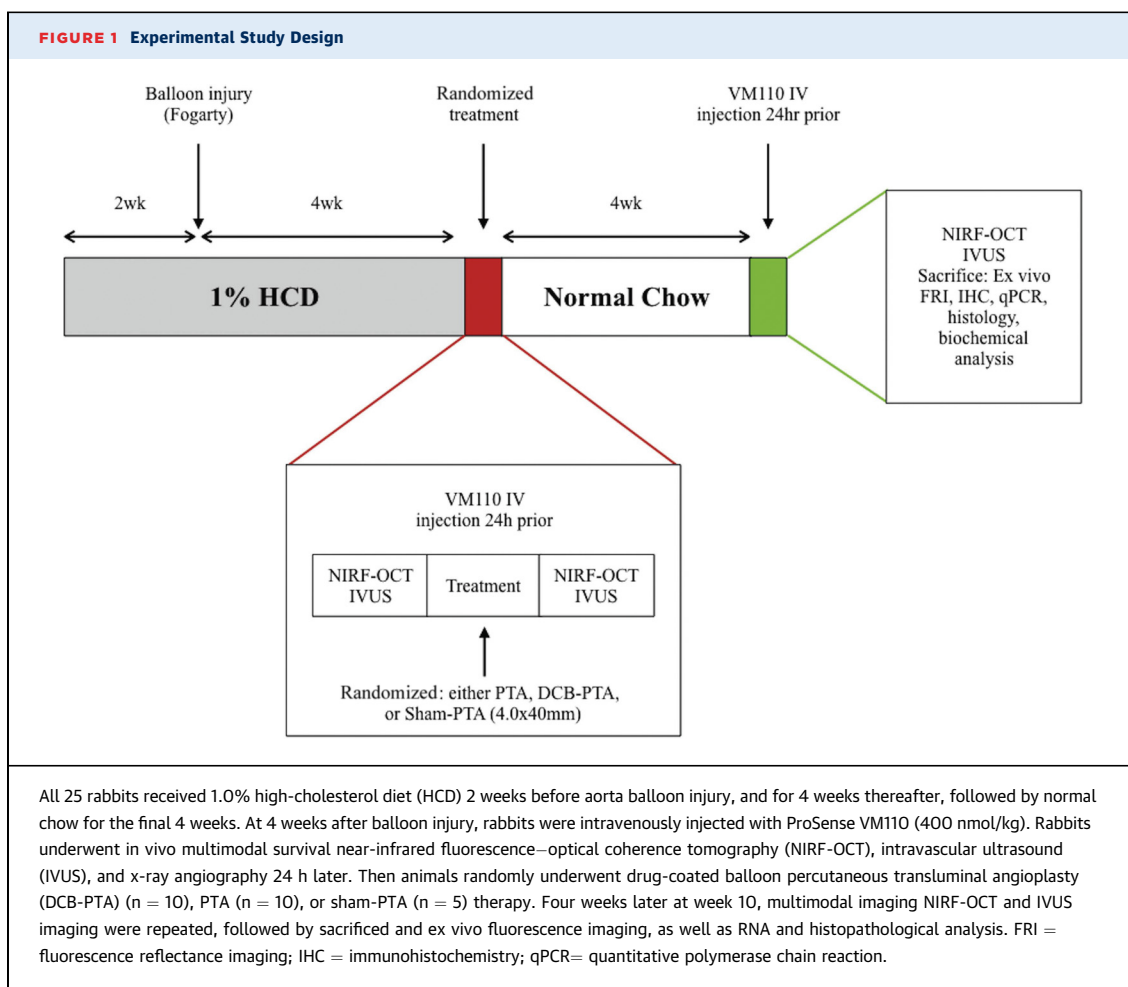 FIGURE 1 Experimental Study Design
Balloon injury
(Fogarty)
Randomized
treatment
VM110 IV
injection 24hr prior
2wk
4wk
4wk
1% HCD
Normal Chow
NIRF-OCT
IVUS
Sacrifice: Ex vivo
FRI, IHC, qPCR,
histology,
biochemical
analysis
VM110 IV
injection 24h prior
NIRF-OCT
IVUS
Treatment
NIRF-OCT
IVUS
Randomized: either PTA, DCB-PTA,
or Sham-PTA (4.0x40mm)
All 25 rabbits received 1.0% high-cholesterol diet (HCD) 2 weeks before aorta balloon injury, and for 4 weeks thereafter, followed by normal
chow for the final 4 weeks. At 4 weeks after balloon injury, rabbits were intravenously injected with ProSense VM110 (400 nmol/kg). Rabbits
underwent in vivo multimodal survival near-infrared fluorescence–optical coherence tomography (NIRF-OCT), intravascular ultrasound
(IVUS), and x-ray angiography 24 h later. Then animals randomly underwent drug-coated balloon percutaneous transluminal angioplasty
(DCB-PTA) (n = 10), PTA (n = 10), or sham-PTA (n = 5) therapy. Four weeks later at week 10, multimodal imaging NIRF-OCT and IVUS
imaging were repeated, followed by sacrificed and ex vivo fluorescence imaging, as well as RNA and histopathological analysis. FRI =
fluorescence reflectance imaging; IHC = immunohistochemistry; qPCR= quantitative polymerase chain reaction.